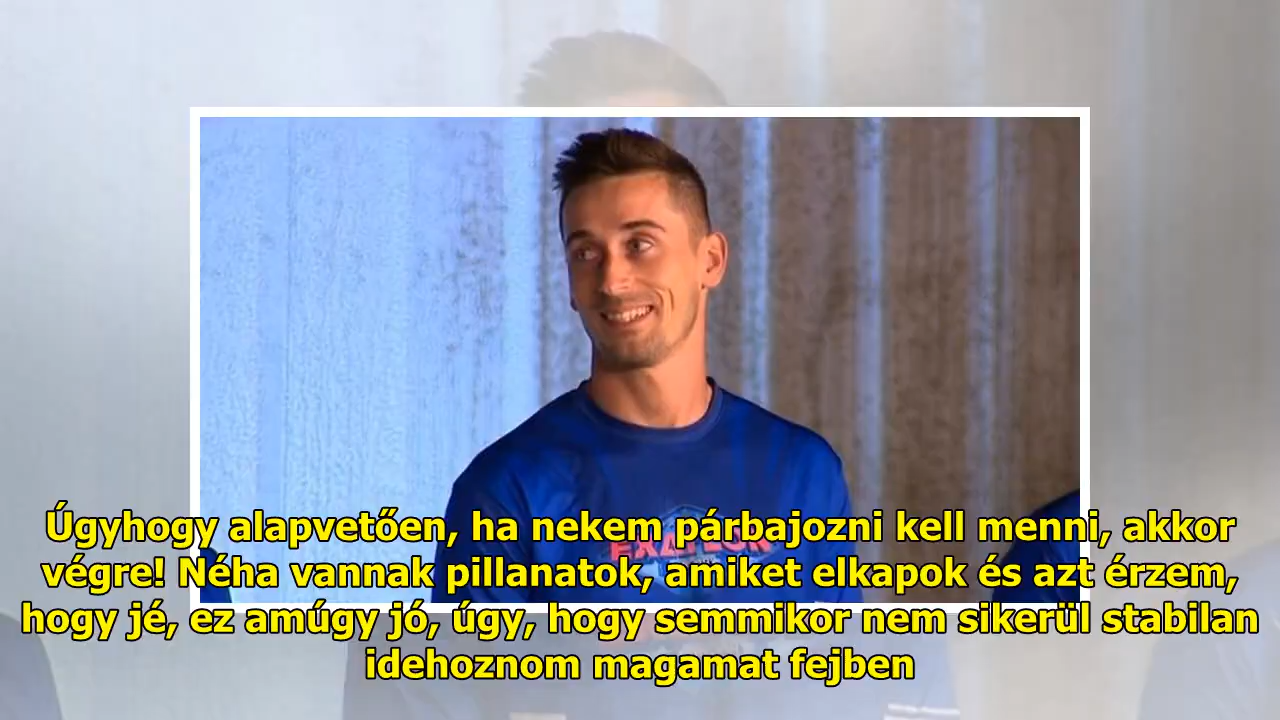 EXATLON
Úgyhogy alapvetően, ha nekem párbajozni kell menni, akkor
végre! Néha vannak pillanatok, amiket elkapok és azt érzem,
hogy jé, ez amúgy jó, úgy, hogy semmikor nem sikerül stabilan
idehoznom magamat fejben